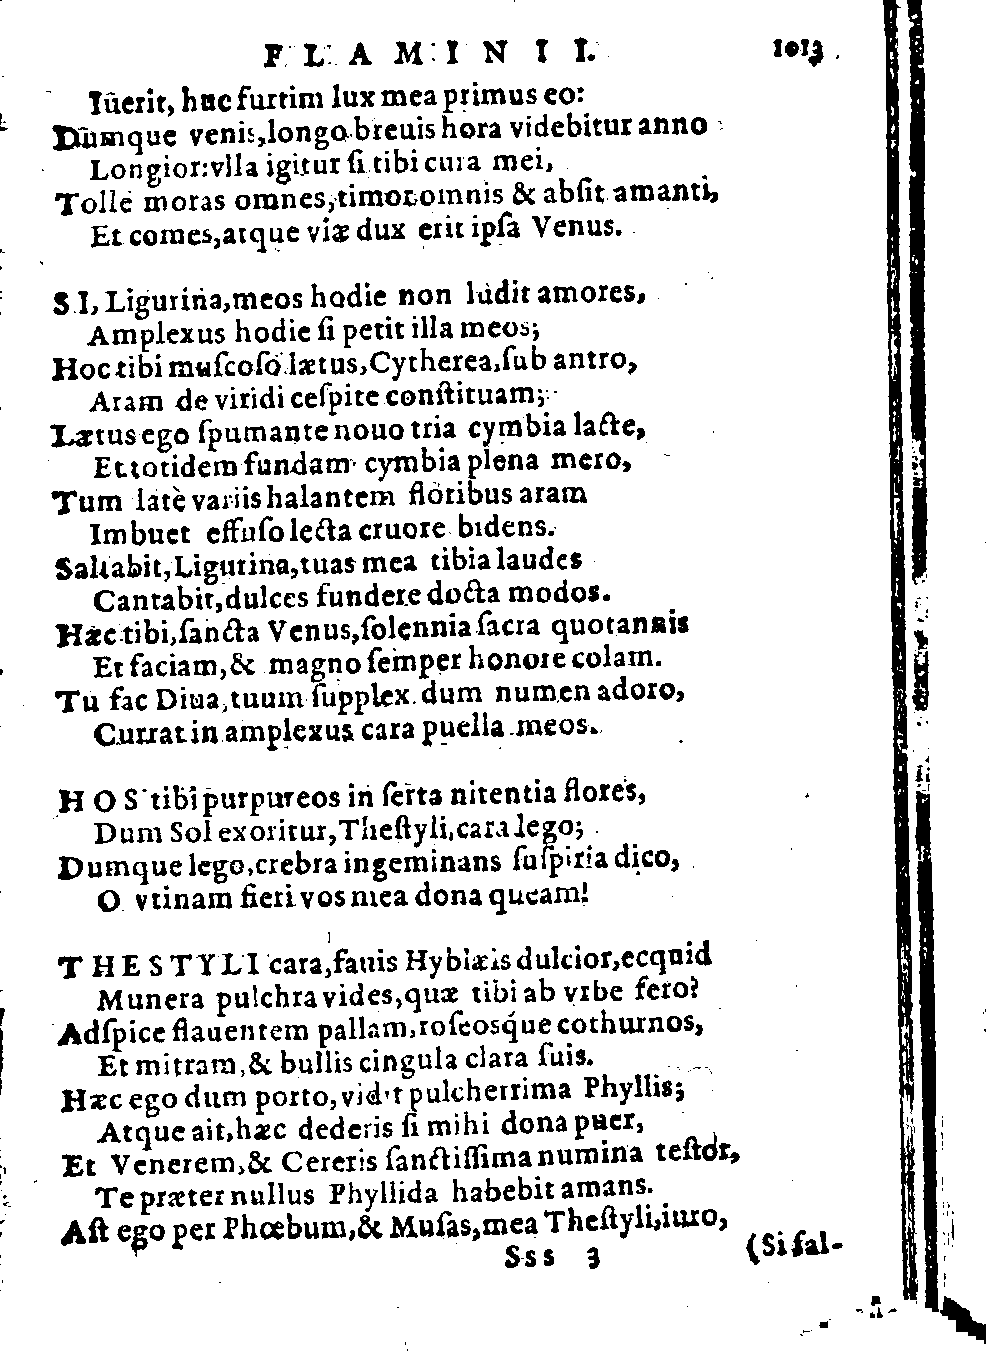 FLAMINII. 1013
Iûerit, huc furtim lux mea primus eo:
Dumque venis, longo breuis hora videbitur anno
Longior: vlla igitur ſi tibi cura mei,
Tolle moras omnes, timor omnis & abſit amanti,
Et comes, atque viæ dux erit ipſa Venus.
SI, Ligurina, meos hodie non ludit amores,
Amplexus hodie ſi petit illa meos;
Hoc tibi muſcoſo lætus, Cytherea, ſub antro,
Aram de viridi ceſpite conſtituam;
Lætus ego ſpumante nouo tria cymbia lacte,
Et totidem fundam cymbia plena mero,
Tum latè variis halantem floribus aram
Imbuet effuſo lecta cruore bidens.
Saltabit, Ligurina, tuas mea tibia laudes
Cantabit, dulces fundere docta modos.
Hæc tibi, ſancta Venus, ſolennia ſacra quotannis
Et faciam, & magno ſemper honore colam.
Tu fac Diua, tuum ſupplex dum numen adoro,
Currat in amplexus cara puella meos.
HOS tibi purpureos in ſerta nitentia flores,
Dum Sol exoritur, Theſtyli, cara lego;
Dumque lego, crebra ingeminans ſuſpiria dico,
O vtinam fieri vos mea dona queam!
THESTYLI cara, fauis Hyblæis dulcior, ecquid
Munera pulchra vides, quæ tibi ab vrbe fero?
Adſpice flauentem pallam, roſeosq́ue cothurnos,
Et mitram, & bullis cingula clara ſuis.
Hæc ego dum porto, vidit pulcherrima Phyllis;
Atque ait, hæc dederis ſi mihi dona puer,
Et Venerem, & Cereris ſanctiſſima numina teſtor,
Te præter nullus Phyllida habebit amans.
Aſt ego per Phœbum, & Muſas, mea Theſtyli, iuro,
Sss 3 (Si fal-